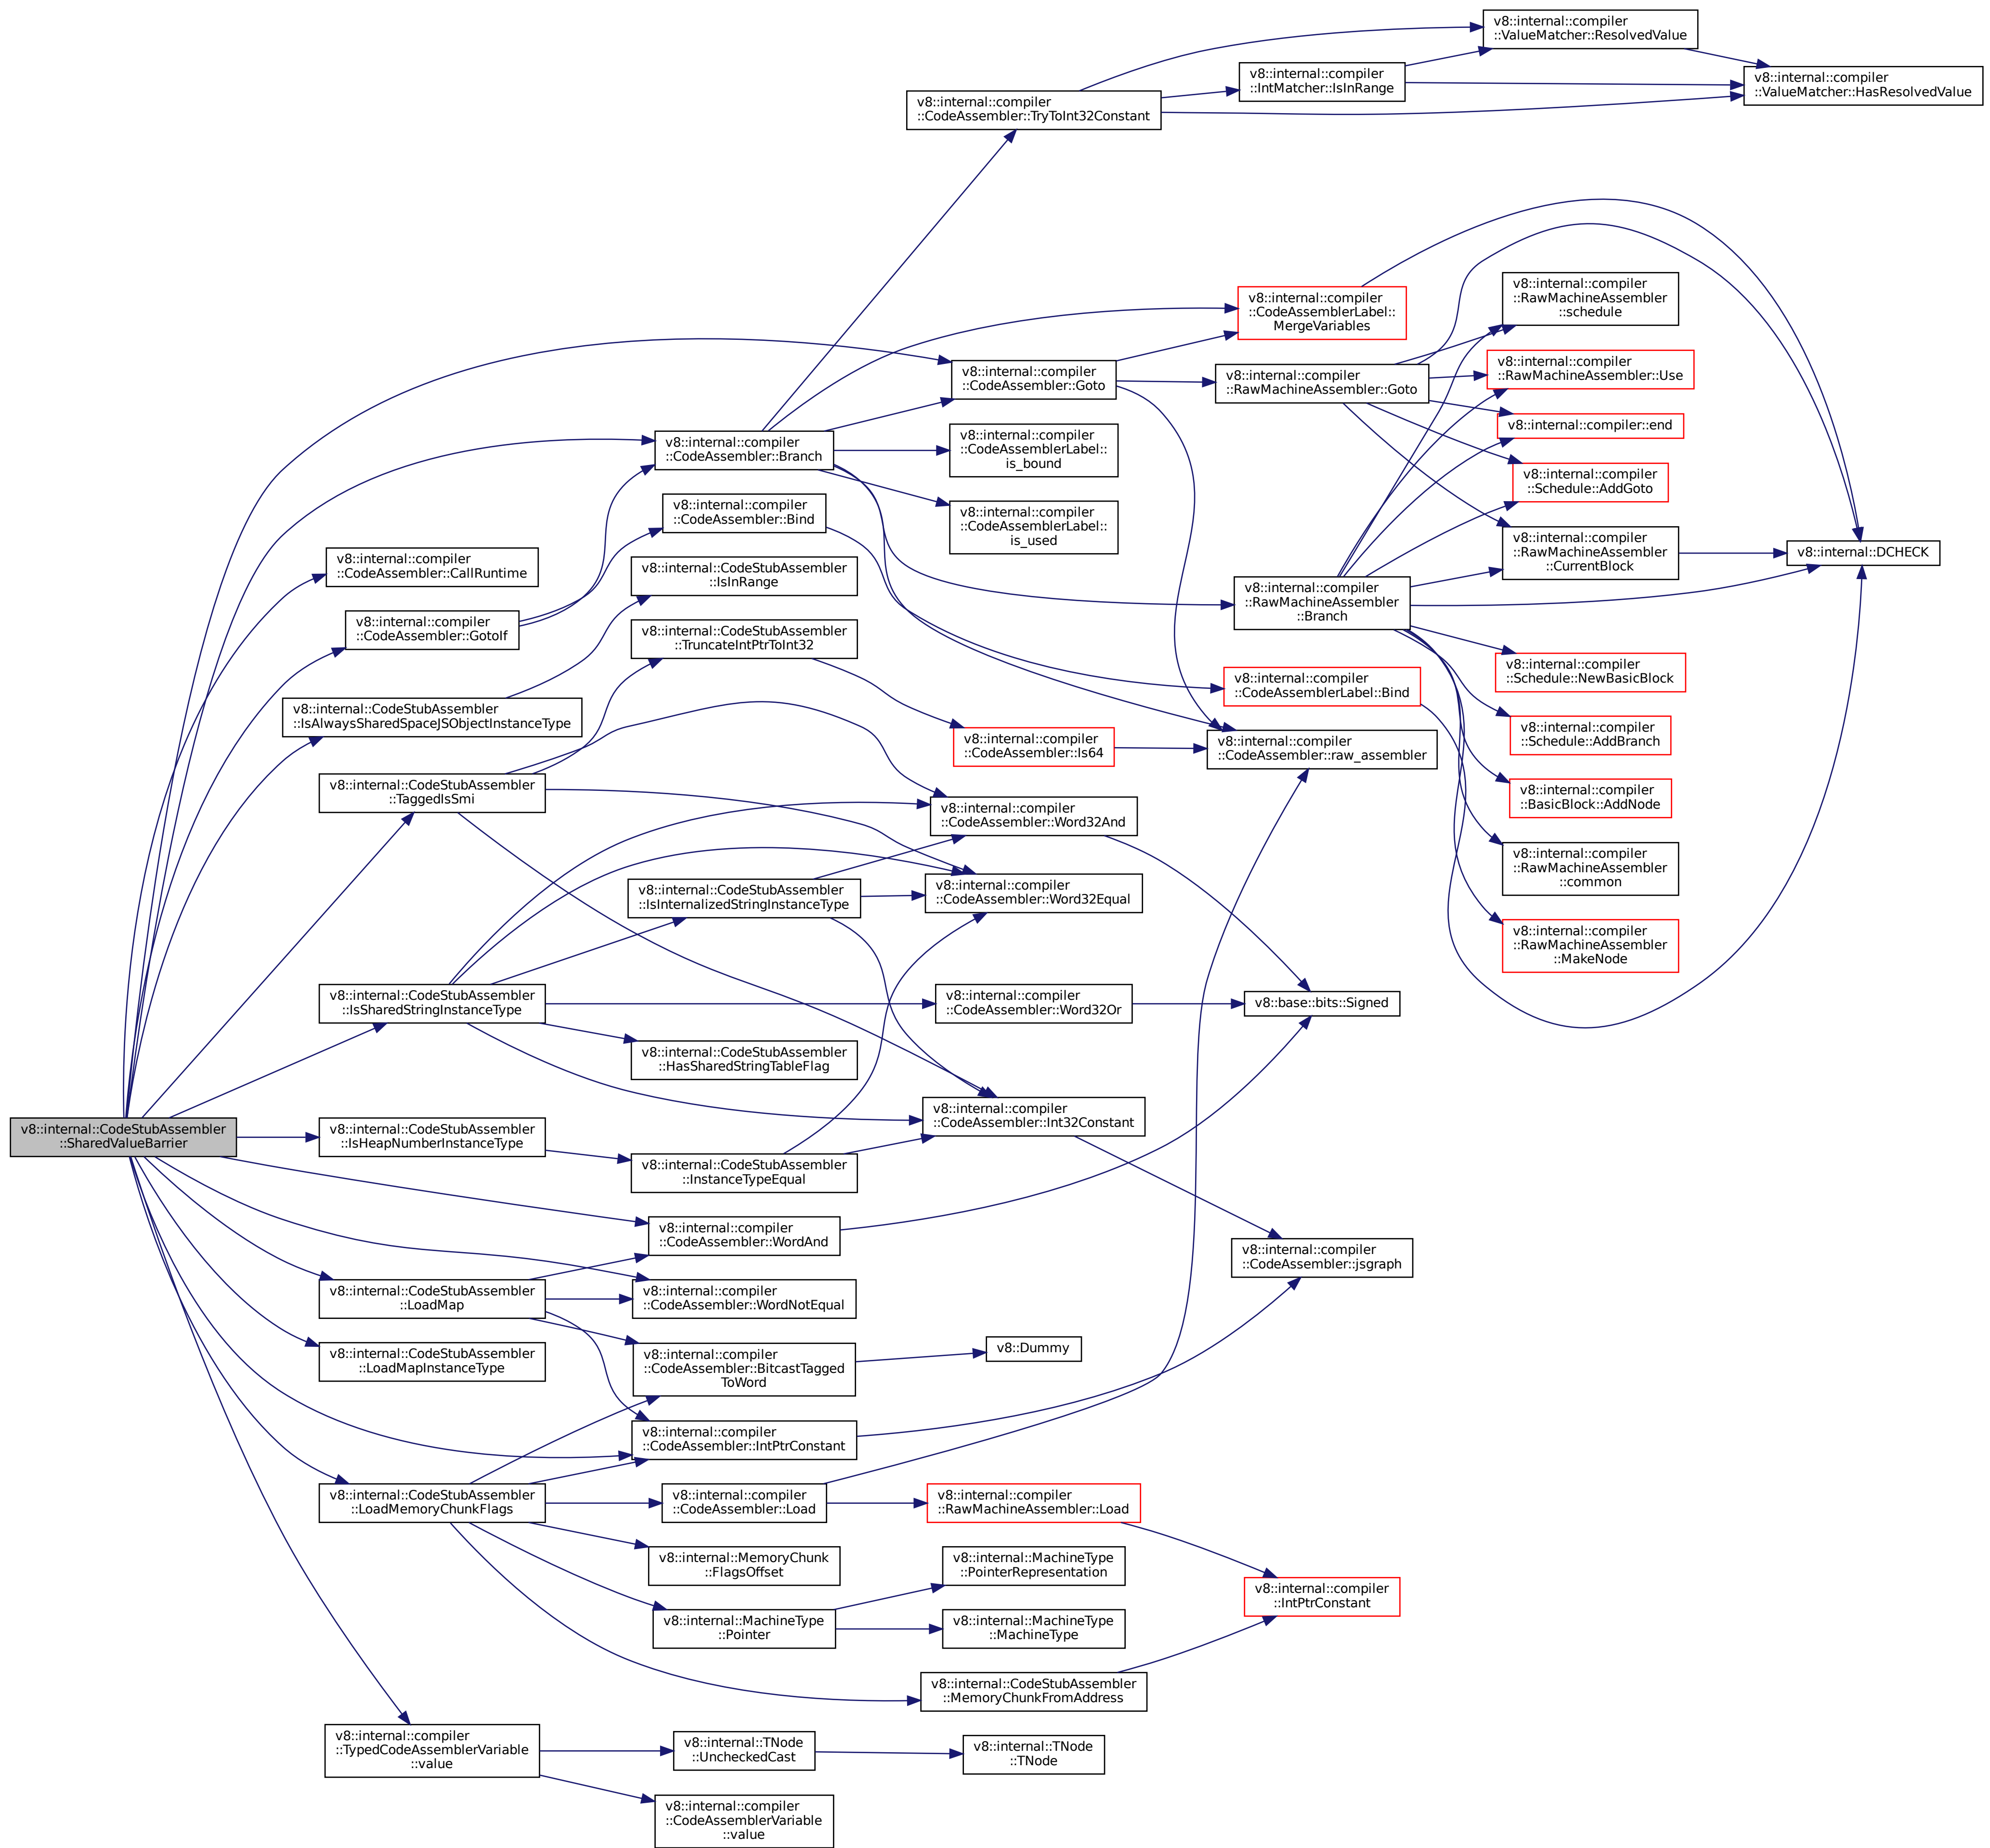 v8::internal::compiler
::ValueMatcher::ResolvedValue
v8::internal::compiler
::IntMatcher::IsInRange
v8::internal::compiler
::ValueMatcher::HasResolvedValue
v8::internal::compiler
::CodeAssembler::TryToInt32Constant
v8::internal::compiler
::RawMachineAssembler
::schedule
v8::internal::compiler
::CodeAssemblerLabel::
MergeVariables
v8::internal::compiler
::RawMachineAssembler::Use
v8::internal::compiler
::CodeAssembler::Goto
v8::internal::compiler
::RawMachineAssembler::Goto
v8::internal::compiler::end
v8::internal::compiler
::CodeAssembler::Branch
v8::internal::compiler
::CodeAssemblerLabel::
is_bound
v8::internal::compiler
::Schedule::AddGoto
v8::internal::compiler
::CodeAssembler::Bind
v8::internal::compiler
::CodeAssemblerLabel::
is_used
v8::internal::compiler
::RawMachineAssembler
::CurrentBlock
v8::internal::DCHECK
v8::internal::compiler
::CodeAssembler::CallRuntime
v8::internal::CodeStubAssembler
::IsInRange
v8::internal::compiler
::RawMachineAssembler
::Branch
v8::internal::compiler
::CodeAssembler::GotoIf
v8::internal::CodeStubAssembler
::TruncateIntPtrToInt32
v8::internal::compiler
::Schedule::NewBasicBlock
v8::internal::compiler
::CodeAssemblerLabel::Bind
v8::internal::CodeStubAssembler
::IsAlwaysSharedSpaceJSObjectInstanceType
v8::internal::compiler
::Schedule::AddBranch
v8::internal::compiler
::CodeAssembler::Is64
v8::internal::compiler
::CodeAssembler::raw_assembler
v8::internal::CodeStubAssembler
::TaggedIsSmi
v8::internal::compiler
::BasicBlock::AddNode
v8::internal::compiler
::CodeAssembler::Word32And
v8::internal::compiler
::RawMachineAssembler
::common
v8::internal::CodeStubAssembler
::IsInternalizedStringInstanceType
v8::internal::compiler
::CodeAssembler::Word32Equal
v8::internal::compiler
::RawMachineAssembler
::MakeNode
v8::internal::CodeStubAssembler
::IsSharedStringInstanceType
v8::internal::compiler
::CodeAssembler::Word32Or
v8::base::bits::Signed
v8::internal::CodeStubAssembler
::HasSharedStringTableFlag
v8::internal::compiler
::CodeAssembler::Int32Constant
v8::internal::CodeStubAssembler
::SharedValueBarrier
v8::internal::CodeStubAssembler
::IsHeapNumberInstanceType
v8::internal::CodeStubAssembler
::InstanceTypeEqual
v8::internal::compiler
::CodeAssembler::WordAnd
v8::internal::compiler
::CodeAssembler::jsgraph
v8::internal::CodeStubAssembler
::LoadMap
v8::internal::compiler
::CodeAssembler::WordNotEqual
v8::internal::CodeStubAssembler
::LoadMapInstanceType
v8::internal::compiler
::CodeAssembler::BitcastTagged
ToWord
v8::Dummy
v8::internal::compiler
::CodeAssembler::IntPtrConstant
v8::internal::CodeStubAssembler
::LoadMemoryChunkFlags
v8::internal::compiler
::CodeAssembler::Load
v8::internal::compiler
::RawMachineAssembler::Load
v8::internal::MemoryChunk
::FlagsOffset
v8::internal::MachineType
::PointerRepresentation
v8::internal::compiler
::IntPtrConstant
v8::internal::MachineType
::Pointer
v8::internal::MachineType
::MachineType
v8::internal::CodeStubAssembler
::MemoryChunkFromAddress
v8::internal::compiler
::TypedCodeAssemblerVariable
::value
v8::internal::TNode
::UncheckedCast
v8::internal::TNode
::TNode
v8::internal::compiler
::CodeAssemblerVariable
::value